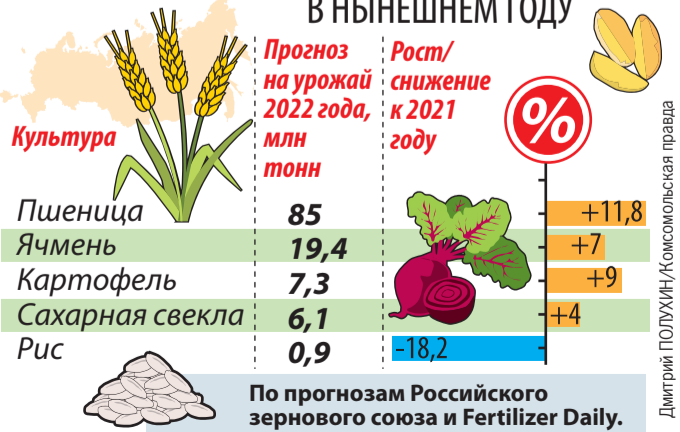 В НЫНЕШНЕМ ГОДУ
Культура
Прогноз
на урожай
2022 года,
млн
тонн
Рост/
снижение
к 2021
году
%
Пшеница 85 +11,8
Ячмень 19,4 +7
Картофель 7,3 +9
Сахарная свекла 6,1 +4
Рис 0,9 -18,2
По прогнозам Российского
зернового союза и Fertilizer Daily.
Дмитрий ПОЛУХИН/Комсомольская правда